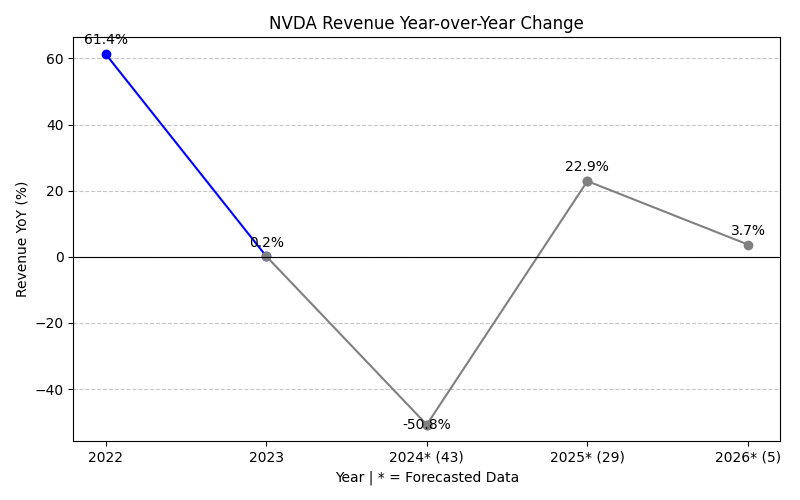 NVDA Revenue Year-over-Year Change
61.4%
60
40
20
22.9%
3.7%
0.2%
0
−20
−40
-50.8%
Revenue YoY (%)
2022 2023 2024* (43) 2025* (29) 2026* (5)
Year | * = Forecasted Data